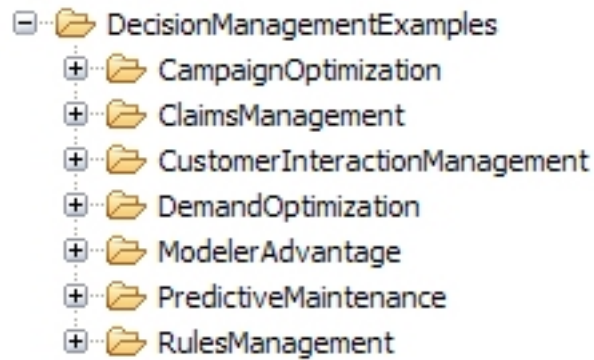 DecisionManagementExamples
CampaignOptimization
ClaimsManagement
CustomerInteractionManagement
DemandOptimization
ModelerAdvantage
PredictiveMaintenance
RulesManagement